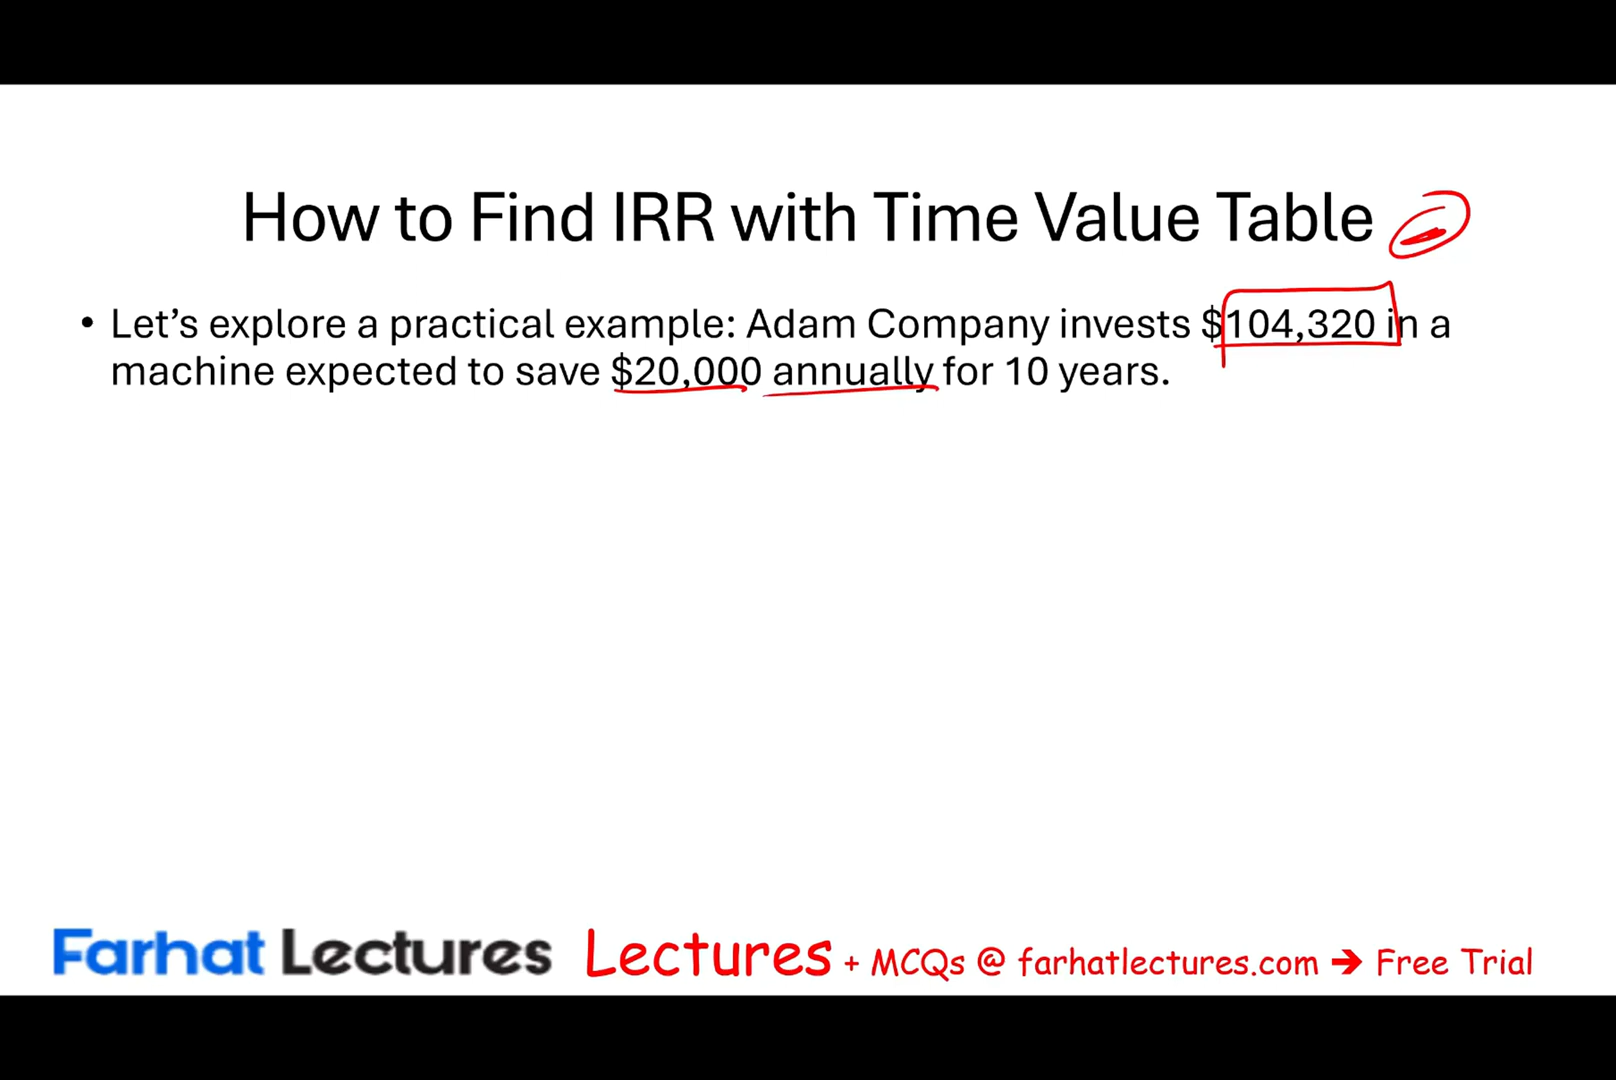 How to Find IRR with Time Value Table
• Let’s explore a practical example: Adam Company invests $104,320 in a
machine expected to save $20,000 annually for 10 years.
Farhat Lectures Lectures + MCQs @ farhatlectures.com → Free Trial